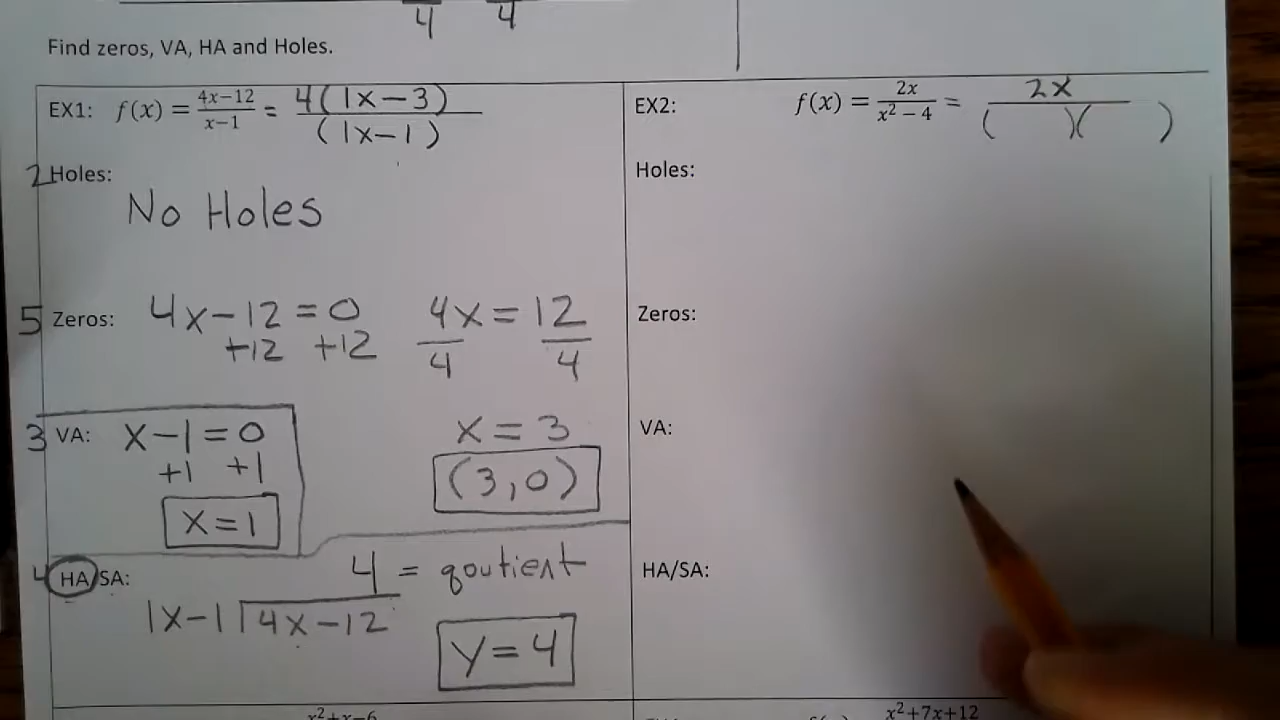 4 4
Find zeros, VA, HA and Holes.
EX1: f(x) = 4x−12/x−1 = 4(1x−3)/(1x−1)
2 Holes:
No Holes
5 Zeros: 4x−12=0 4x=12
+12 +12 4 4
x=3
(3,0)
3 VA: x−1=0
+1 +1
x=1
4 HA/SA: 4 = qoutient
1x−1 4x−12
y=4
EX2: f(x) = 2x/x² − 4 = 2x/( )( )
Holes:
Zeros:
VA:
HA/SA:
x²+7x+12